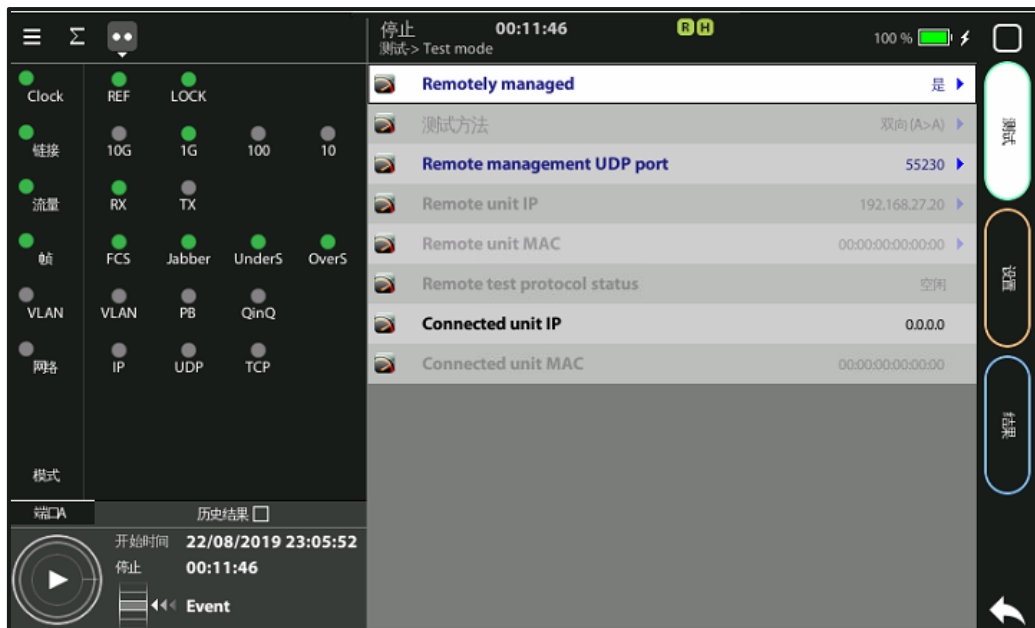 Σ
停止 00:11:46 R H 100 %
测试-> Test mode
Clock REF LOCK
链接 10G 1G 100 10
流量 RX TX
帧 FCS Jabber UnderS OverS
VLAN VLAN PB QinQ
网络 IP UDP TCP
模式
端口A 历史结果
开始时间 22/08/2019 23:05:52
停止 00:11:46
Event
Remotely managed 是
测试方法 双向 (A>A)
Remote management UDP port 55230
Remote unit IP 192.168.27.20
Remote unit MAC 00:00:00:00:00:00
Remote test protocol status 空闲
Connected unit IP 0.0.0.0
Connected unit MAC 00:00:00:00:00:00
测试
设置
结果